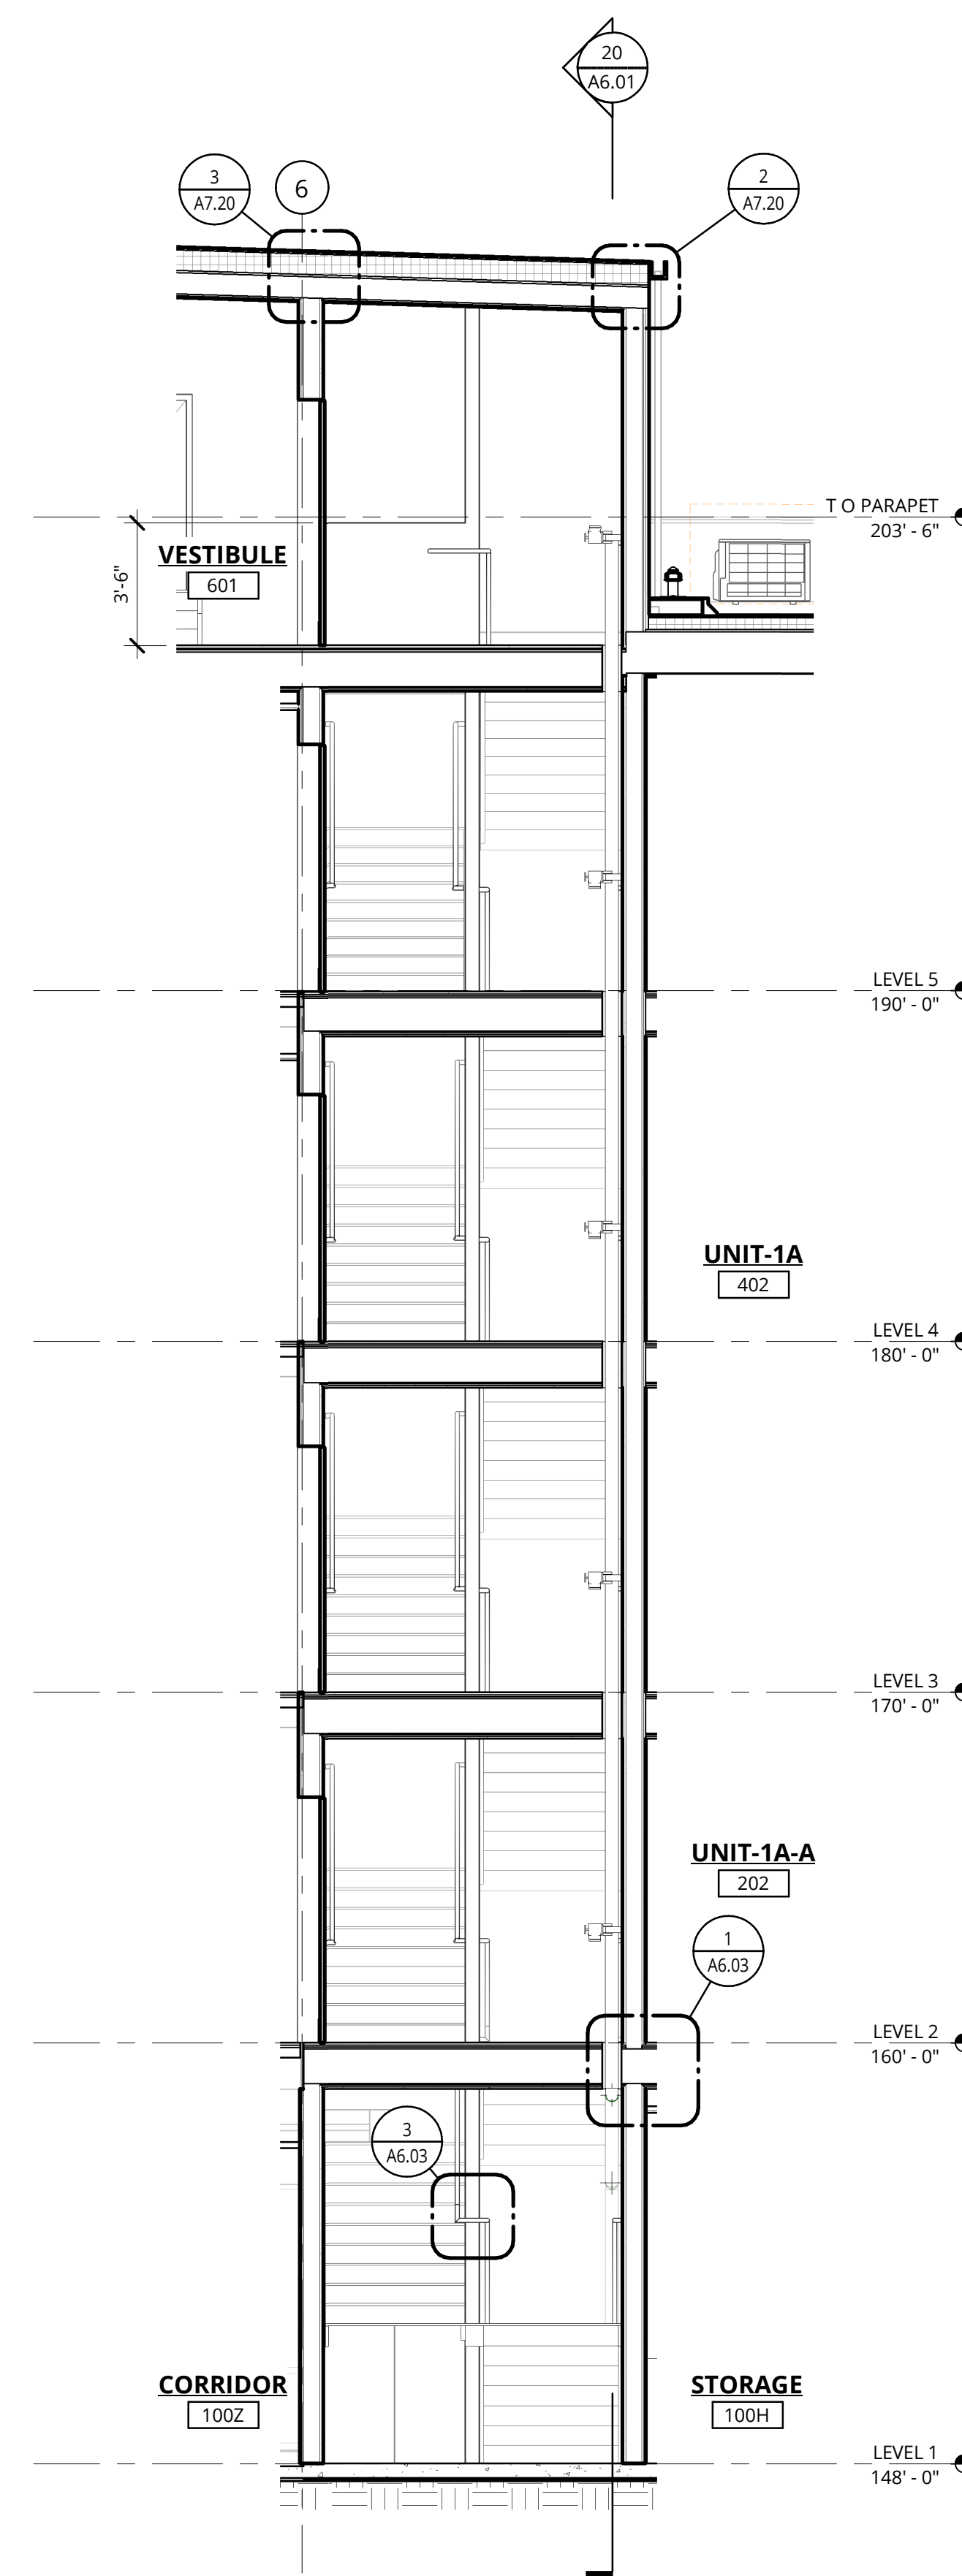 20
A6.01
3
A7.20
6
2
A7.20
T O PARAPET
203' - 6"
VESTIBULE
601
3'-6"
LEVEL 5
190' - 0"
UNIT-1A
402
LEVEL 4
180' - 0"
LEVEL 3
170' - 0"
UNIT-1A-A
202
1
A6.03
LEVEL 2
160' - 0"
3
A6.03
CORRIDOR
100Z
STORAGE
100H
LEVEL 1
148' - 0"